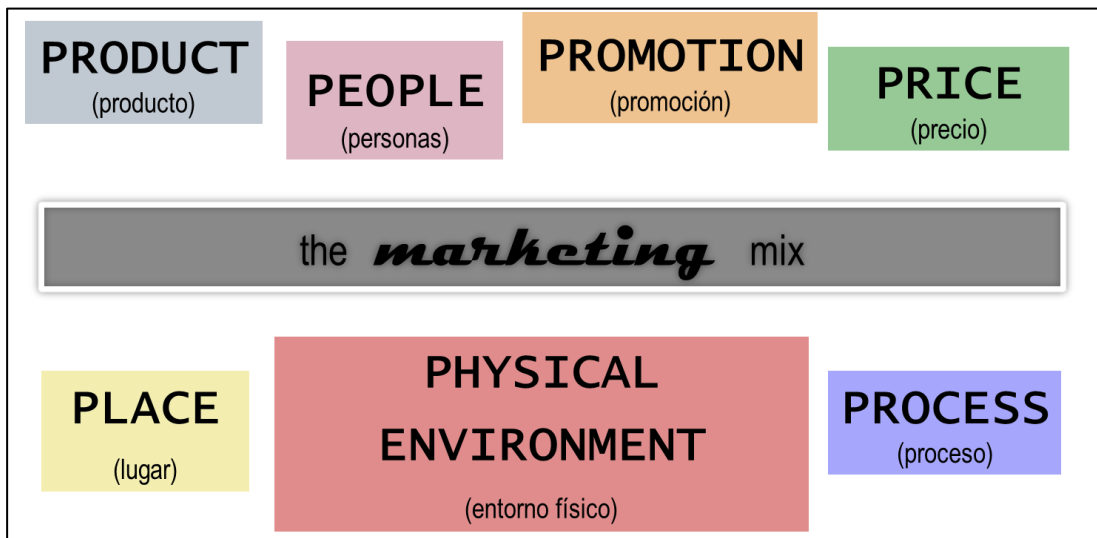 PRODUCT
(producto)
PEOPLE
(personas)
PROMOTION
(promoción)
PRICE
(precio)
the marketing mix
PLACE
(lugar)
PHYSICAL
ENVIRONMENT
(entorno físico)
PROCESS
(proceso)